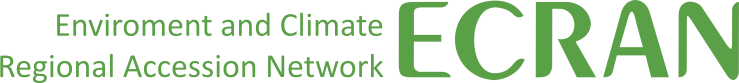 Enviroment and Climate
Regional Accession Network
ECRAN